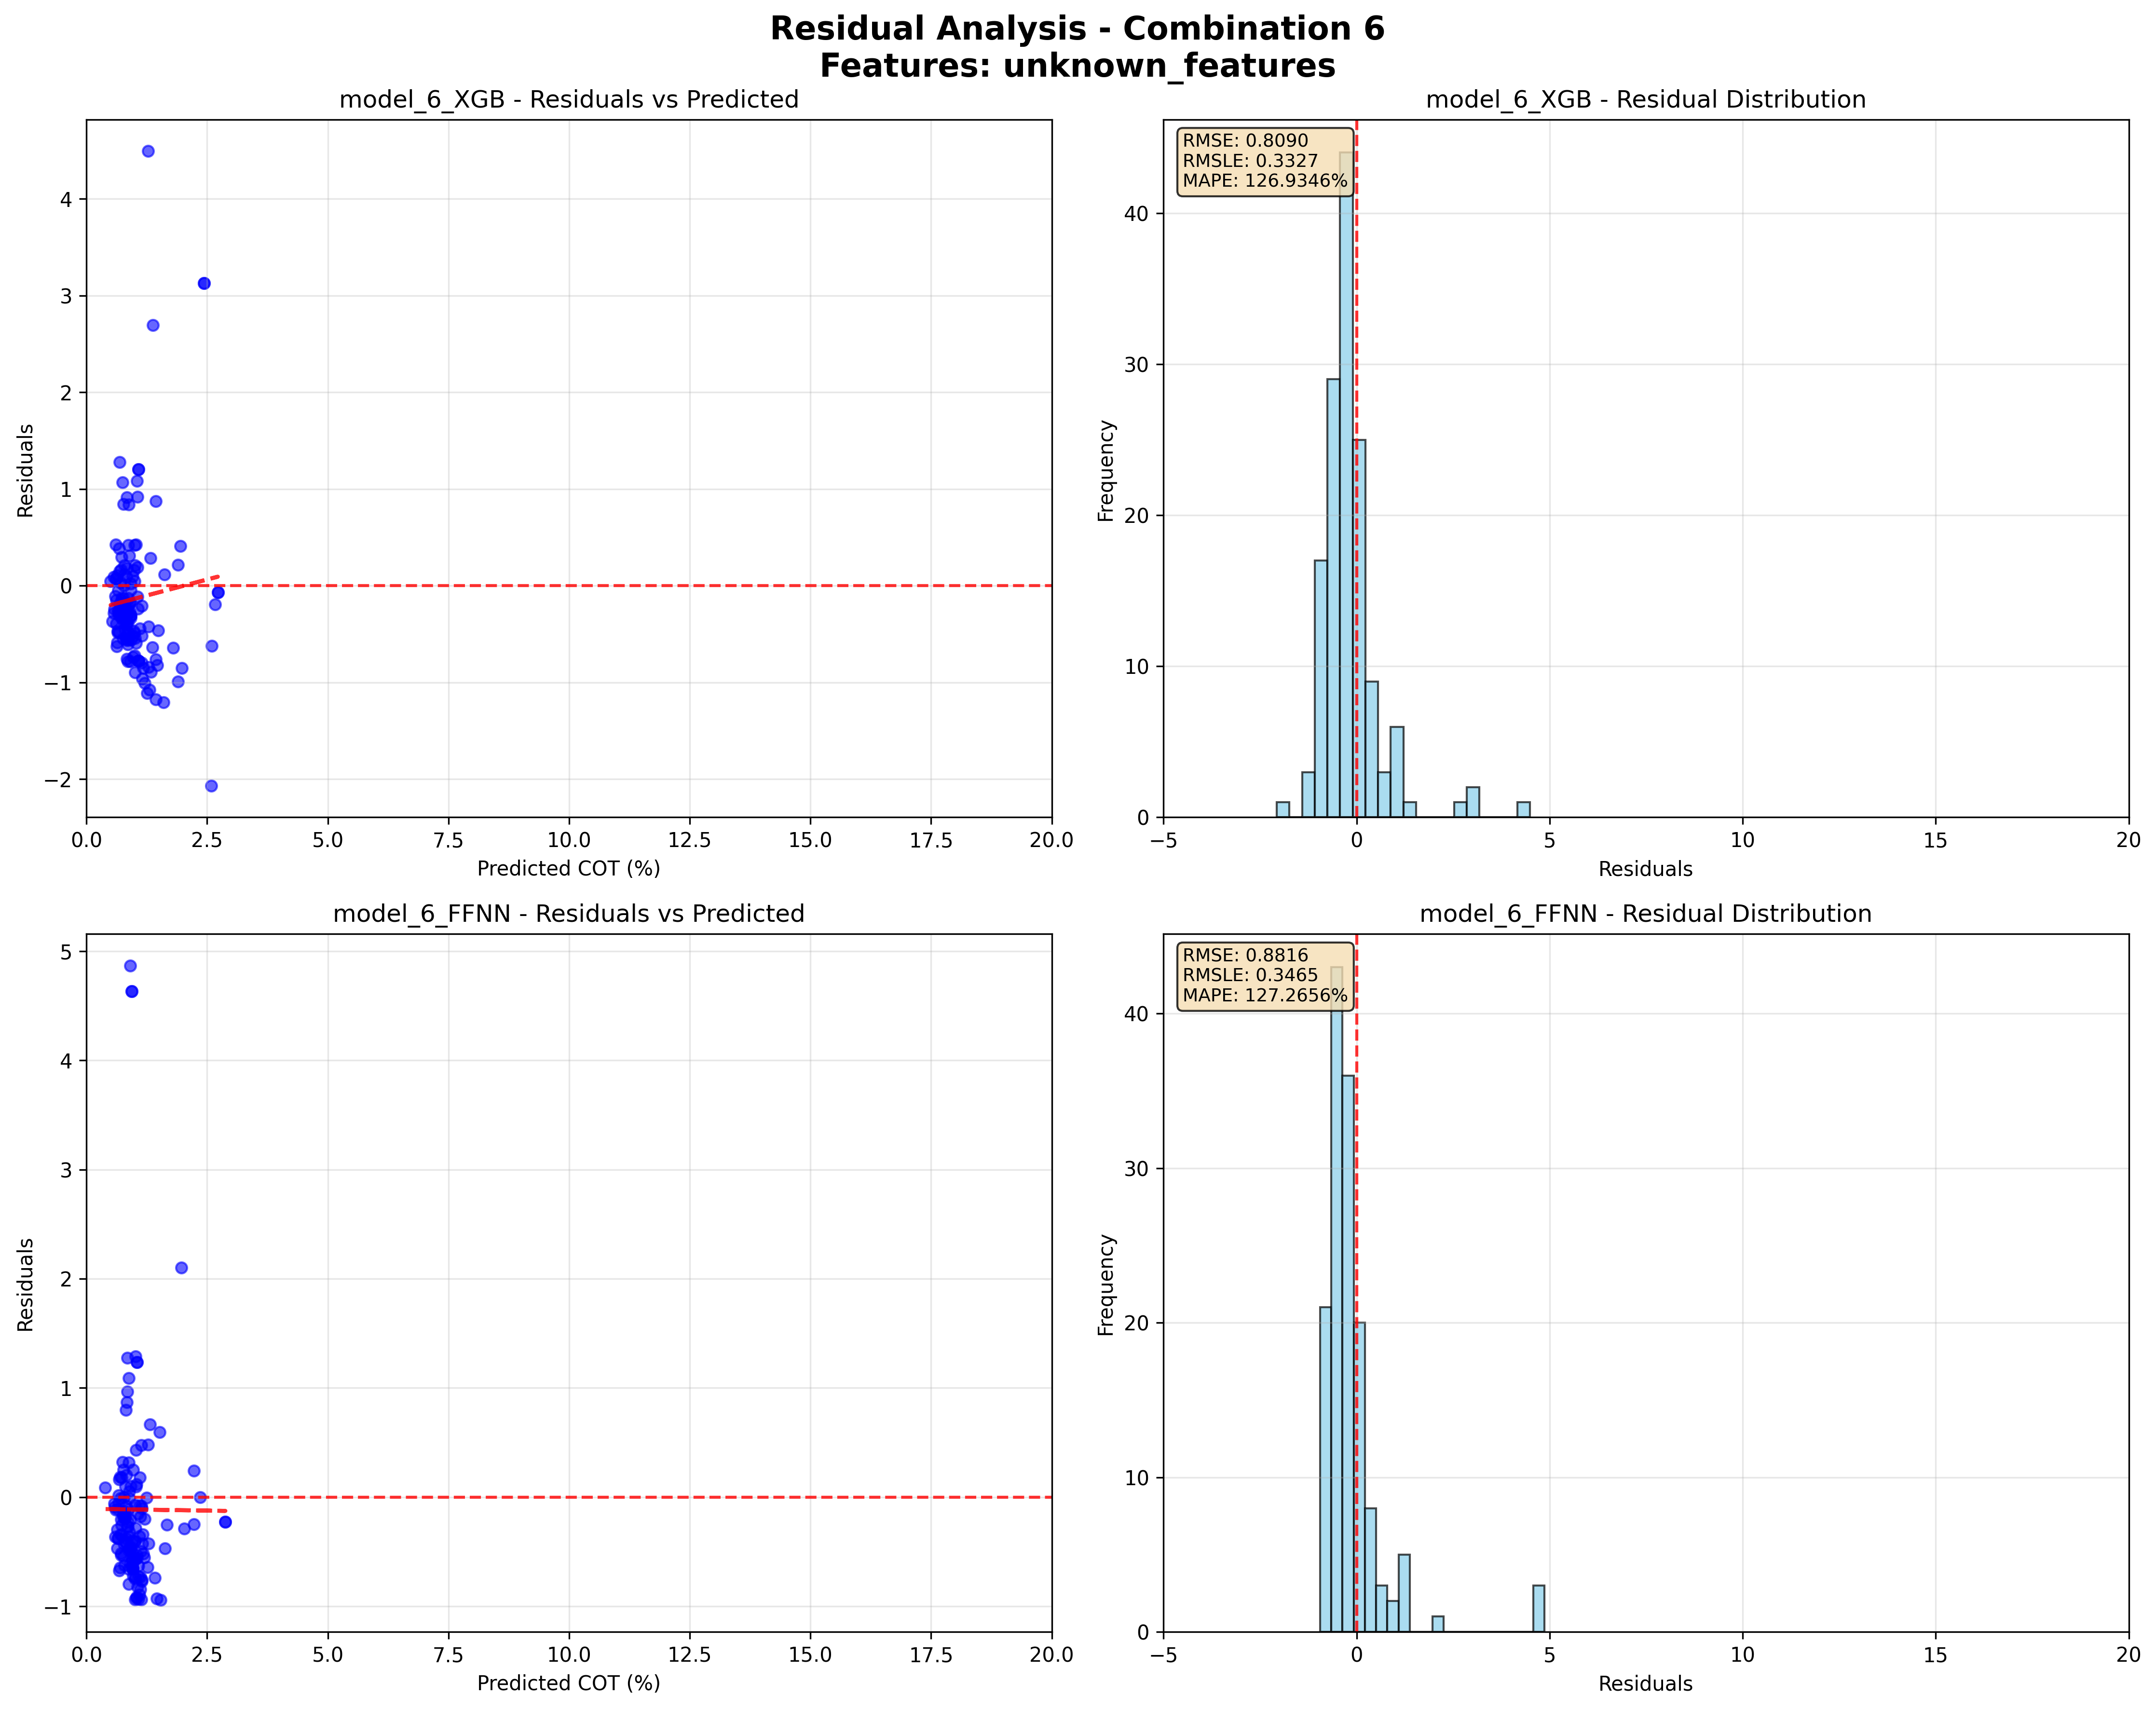 Residual Analysis - Combination 6
Features: unknown_features
model_6_XGB - Residuals vs Predicted
4
3
2
1
0
−1
−2
Residuals
0.0 2.5 5.0 7.5 10.0 12.5 15.0 17.5 20.0
Predicted COT (%)
model_6_XGB - Residual Distribution
RMSE: 0.8090
RMSLE: 0.3327
MAPE: 126.9346%
40
30
20
10
0
Frequency
−5 0 5 10 15 20
Residuals
model_6_FFNN - Residuals vs Predicted
5
4
3
2
1
0
−1
Residuals
0.0 2.5 5.0 7.5 10.0 12.5 15.0 17.5 20.0
Predicted COT (%)
model_6_FFNN - Residual Distribution
RMSE: 0.8816
RMSLE: 0.3465
MAPE: 127.2656%
40
30
20
10
0
Frequency
−5 0 5 10 15 20
Residuals